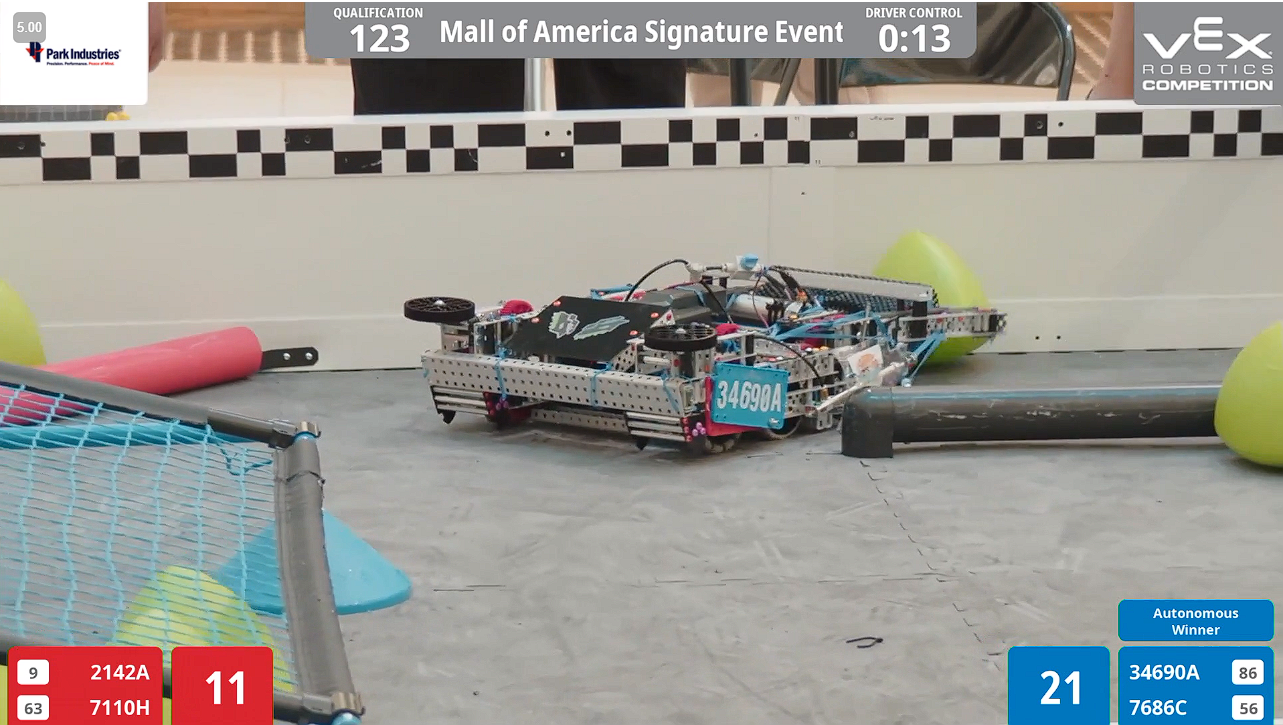 5.00
Park Industries®
Precision. Performance. Peace of Mind.
QUALIFICATION
123
Mall of America Signature Event
DRIVER CONTROL
0:13
VEX
ROBOTICS
COMPETITION
34690A
Autonomous
Winner
9 2142A
63 7110H
11
21
34690A 86
7686C 56